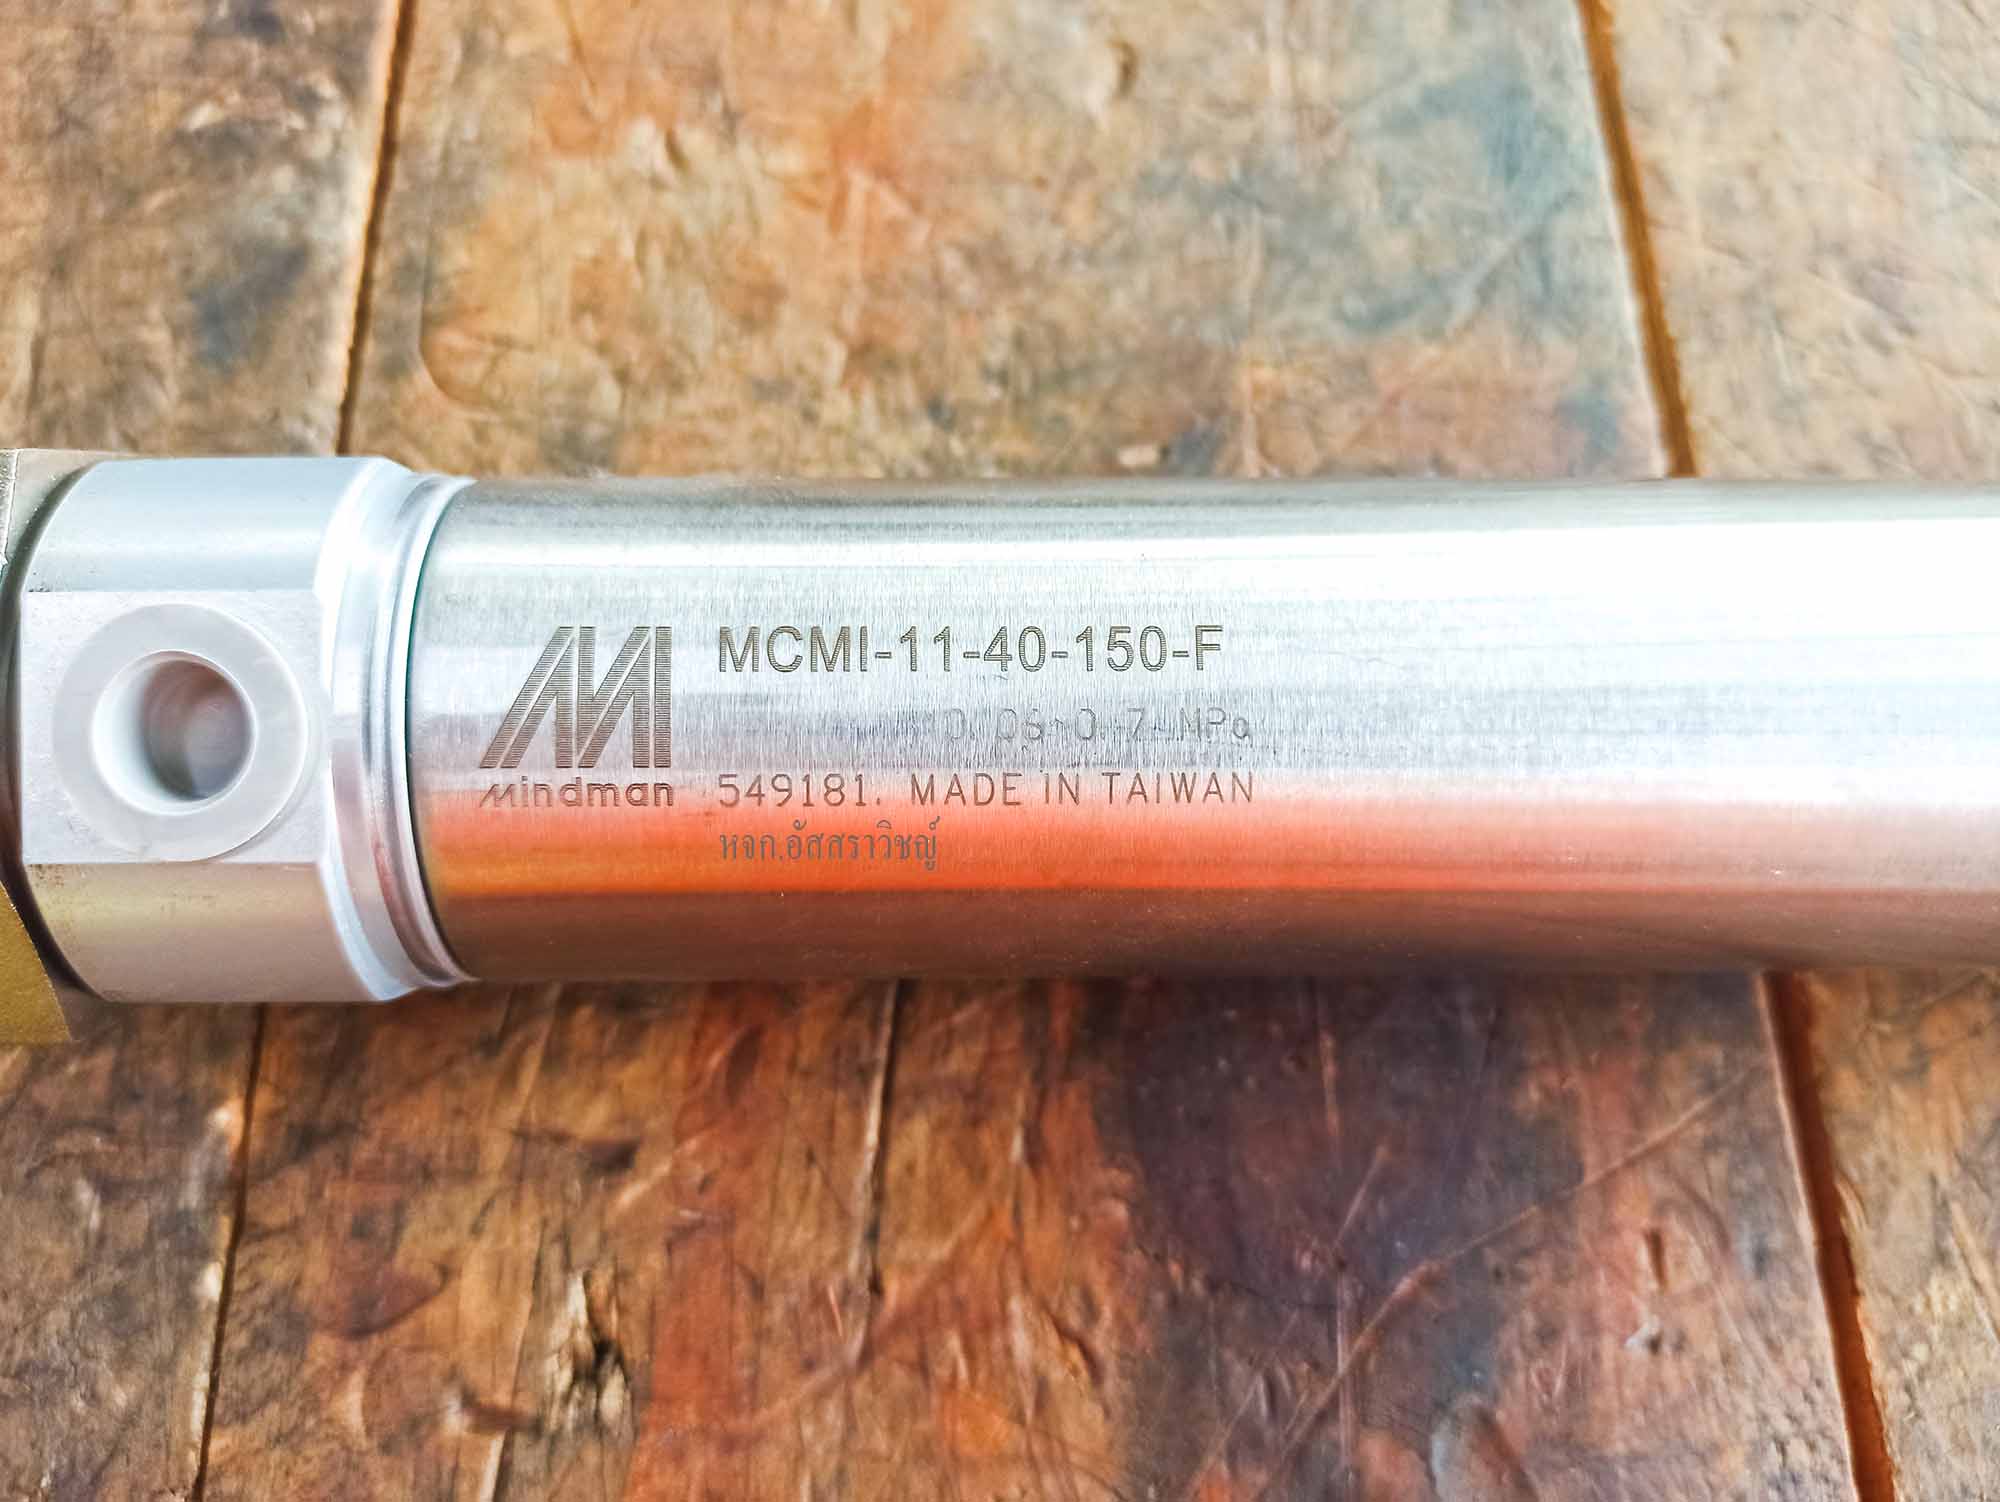 MCMI-11-40-150-F
0.06~0.7 MPa
Mindman
549181. MADE IN TAIWAN
หจก.อัสสราวิชญ์